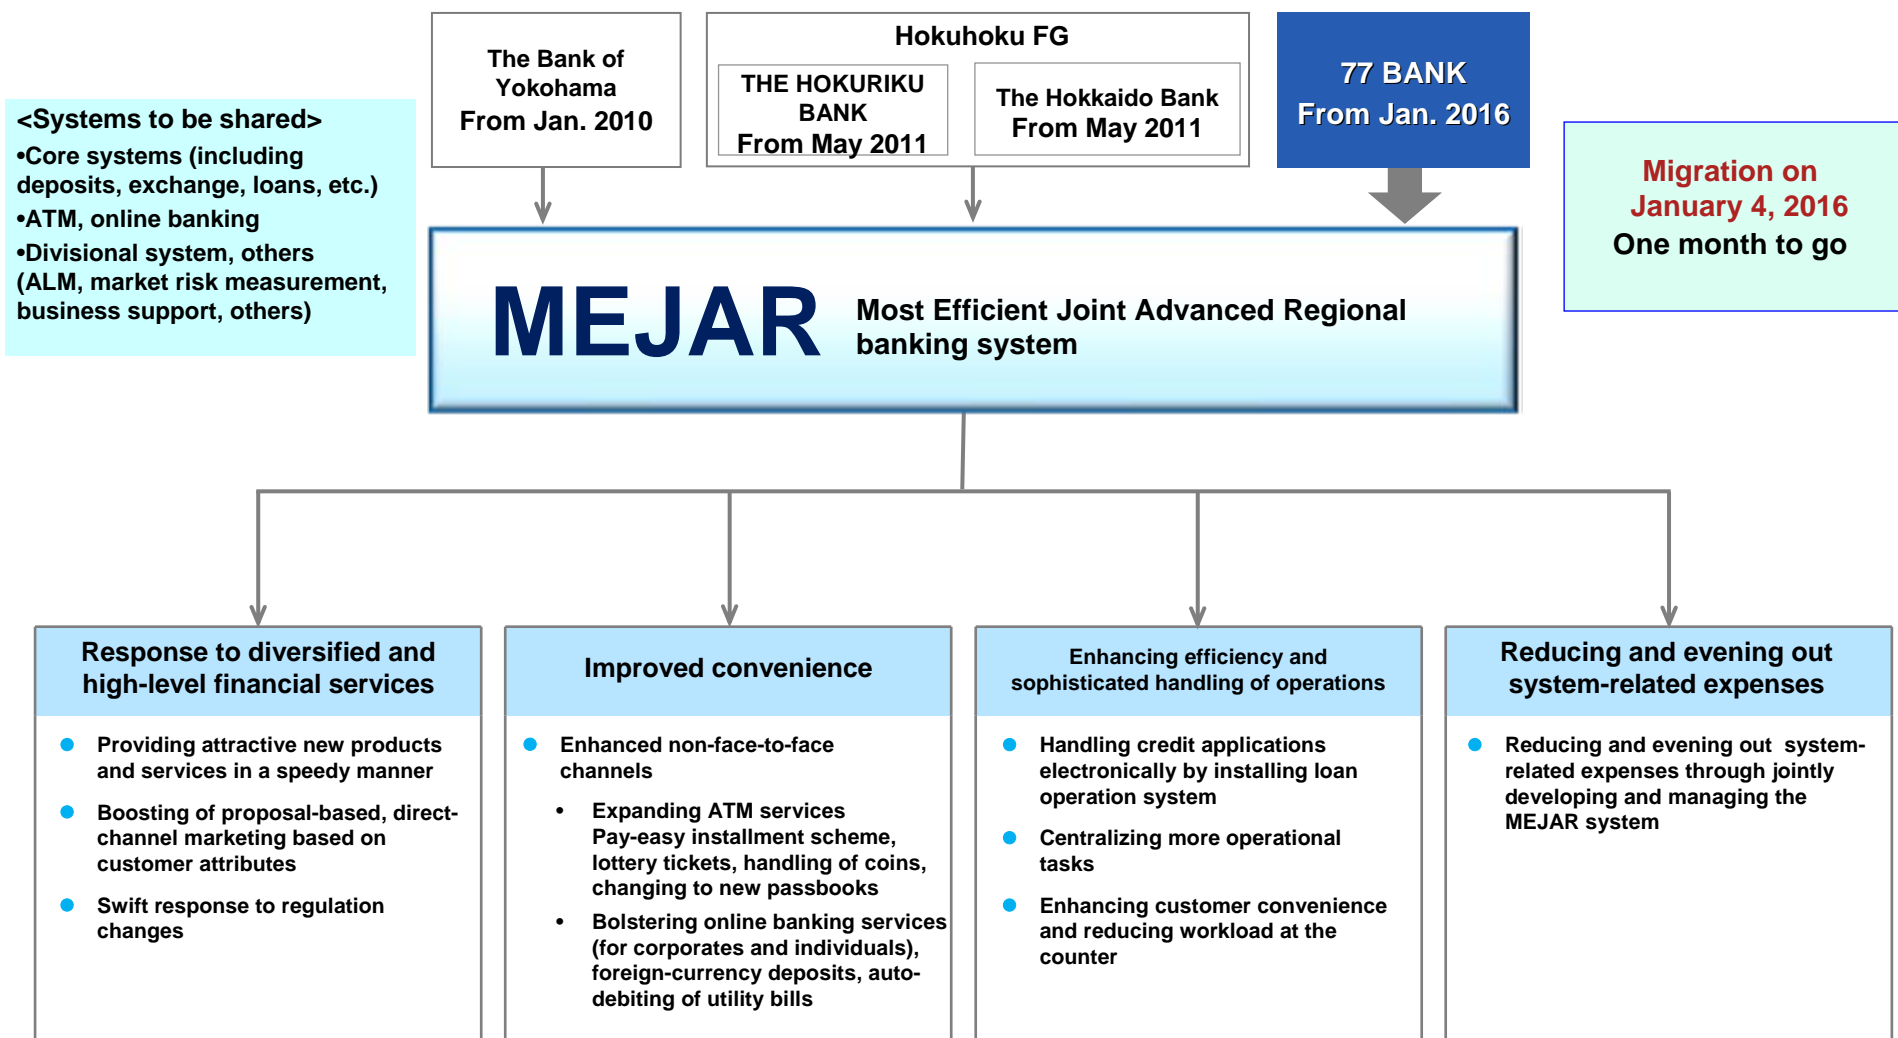 The Bank of
Yokohama
From Jan. 2010
Hokuhoku FG
THE HOKURIKU
BANK
From May 2011
The Hokkaido Bank
From May 2011
77 BANK
From Jan. 2016
<Systems to be shared>
•Core systems (including
deposits, exchange, loans, etc.)
•ATM, online banking
•Divisional system, others
(ALM, market risk measurement,
business support, others)
Migration on
January 4, 2016
One month to go
MEJAR
Most Efficient Joint Advanced Regional
banking system
Response to diversified and
high-level financial services
● Providing attractive new products
and services in a speedy manner
● Boosting of proposal-based, direct-
channel marketing based on
customer attributes
● Swift response to regulation
changes
Improved convenience
● Enhanced non-face-to-face
channels
• Expanding ATM services
Pay-easy installment scheme,
lottery tickets, handling of coins,
changing to new passbooks
• Bolstering online banking services
(for corporates and individuals),
foreign-currency deposits, auto-
debiting of utility bills
Enhancing efficiency and
sophisticated handling of operations
● Handling credit applications
electronically by installing loan
operation system
● Centralizing more operational
tasks
● Enhancing customer convenience
and reducing workload at the
counter
Reducing and evening out
system-related expenses
● Reducing and evening out system-
related expenses through jointly
developing and managing the
MEJAR system